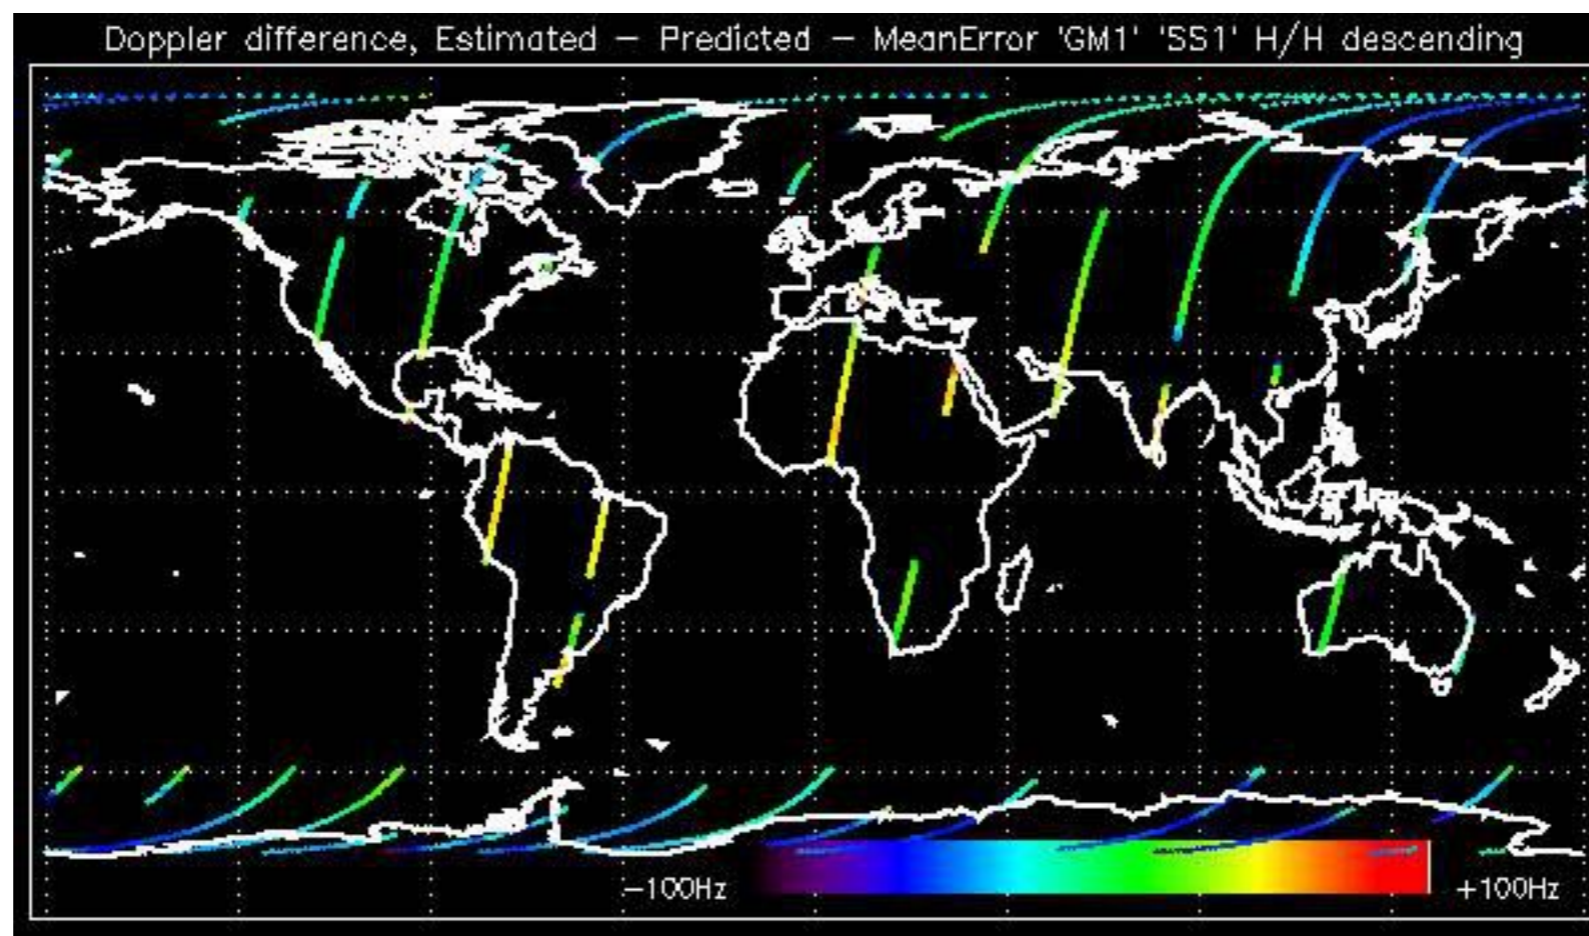 Doppler difference, Estimated - Predicted - MeanError 'GM1' 'SS1' H/H descending
-100Hz
+100Hz